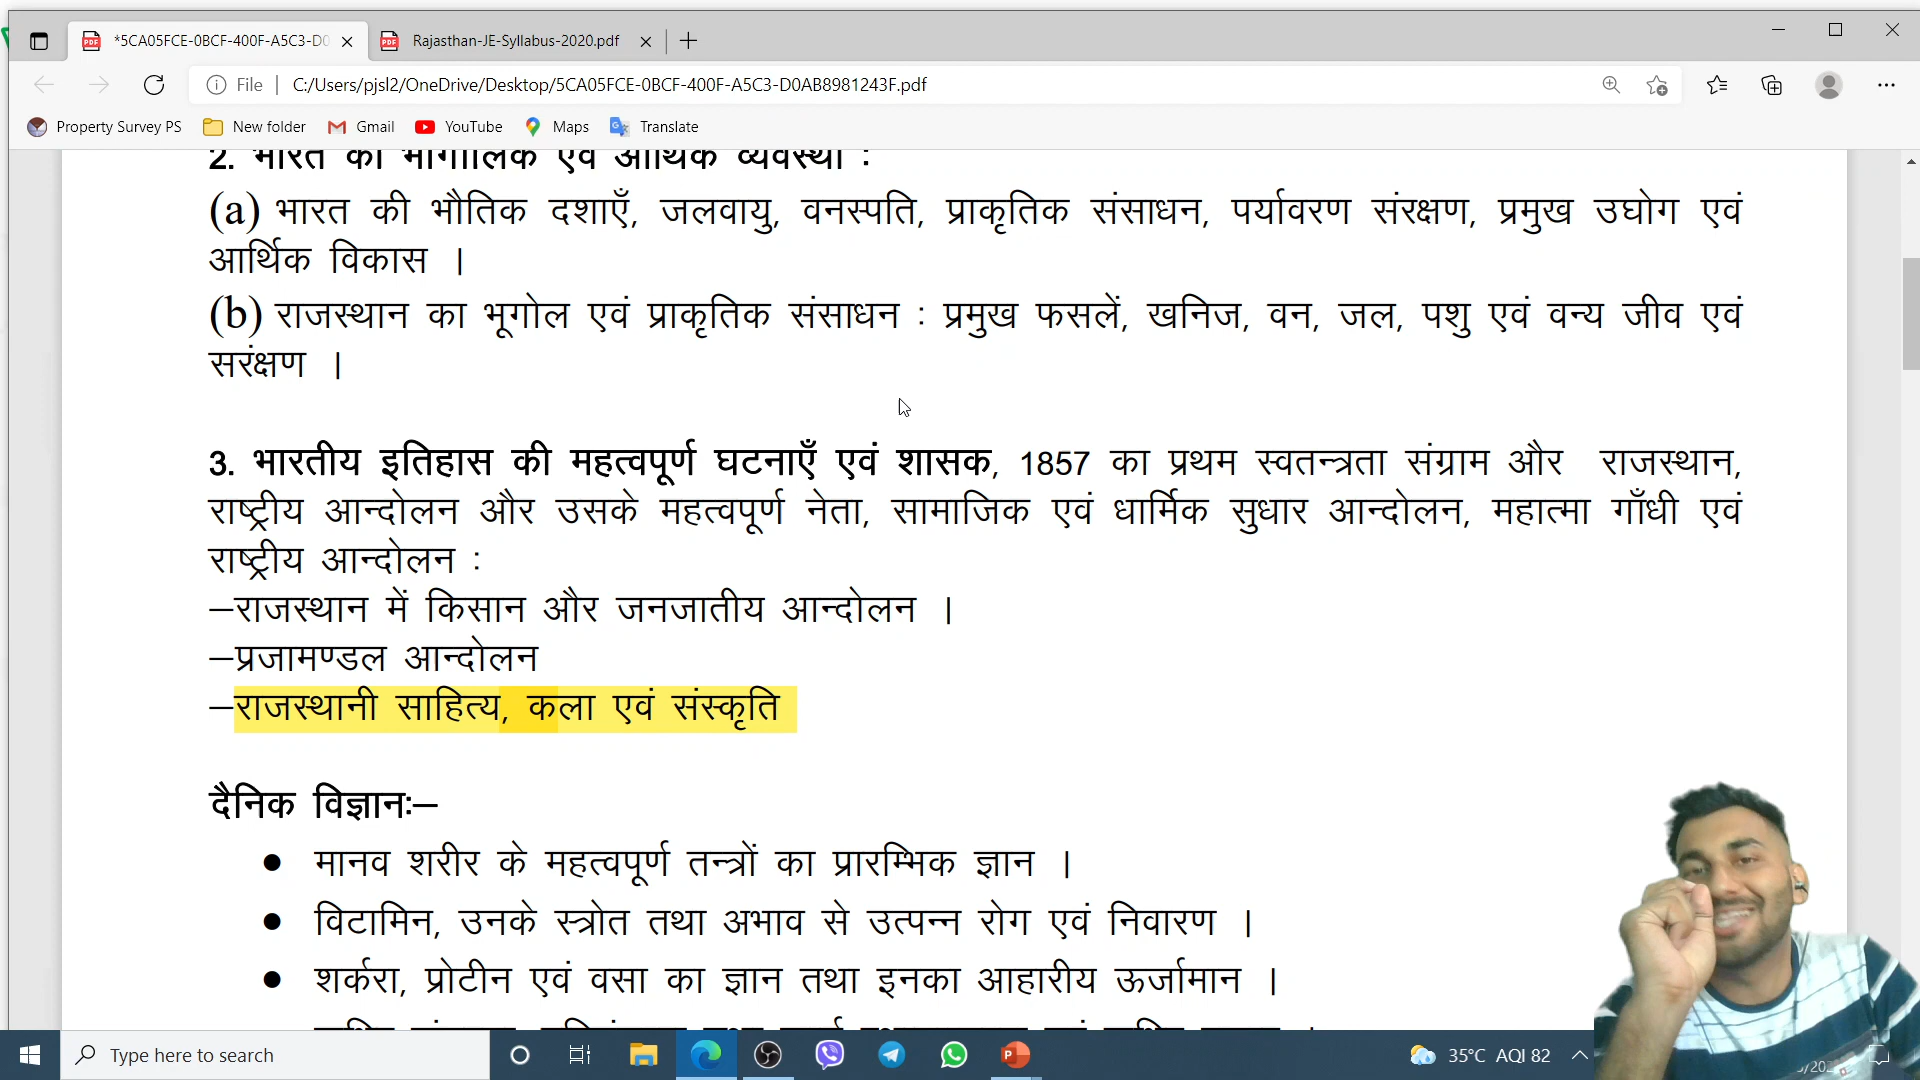 *5CA05FCE-0BCF-400F-A5C3-D0
Rajasthan-JE-Syllabus-2020.pdf
File
C:/Users/pjsl2/OneDrive/Desktop/5CA05FCE-0BCF-400F-A5C3-D0AB8981243F.pdf
Property Survey PS
New folder
Gmail
YouTube
Maps
Translate
2. भारत की भौगोलिक एवं आर्थिक व्यवस्था :
(a) भारत की भौतिक दशाएँ, जलवायु, वनस्पति, प्राकृतिक संसाधन, पर्यावरण संरक्षण, प्रमुख उघोग एवं
आर्थिक विकास ।
(b) राजस्थान का भूगोल एवं प्राकृतिक संसाधन : प्रमुख फसलें, खनिज, वन, जल, पशु एवं वन्य जीव एवं
सरंक्षण ।
3. भारतीय इतिहास की महत्वपूर्ण घटनाएँ एवं शासक, 1857 का प्रथम स्वतन्त्रता संग्राम और राजस्थान,
राष्ट्रीय आन्दोलन और उसके महत्वपूर्ण नेता, सामाजिक एवं धार्मिक सुधार आन्दोलन, महात्मा गाँधी एवं
राष्ट्रीय आन्दोलन :
–राजस्थान में किसान और जनजातीय आन्दोलन ।
–प्रजामण्डल आन्दोलन
–राजस्थानी साहित्य, कला एवं संस्कृति
दैनिक विज्ञानः–
● मानव शरीर के महत्वपूर्ण तन्त्रों का प्रारम्भिक ज्ञान ।
● विटामिन, उनके स्त्रोत तथा अभाव से उत्पन्न रोग एवं निवारण ।
● शर्करा, प्रोटीन एवं वसा का ज्ञान तथा इनका आहारीय ऊर्जामान ।
Type here to search
35°C AQI 82